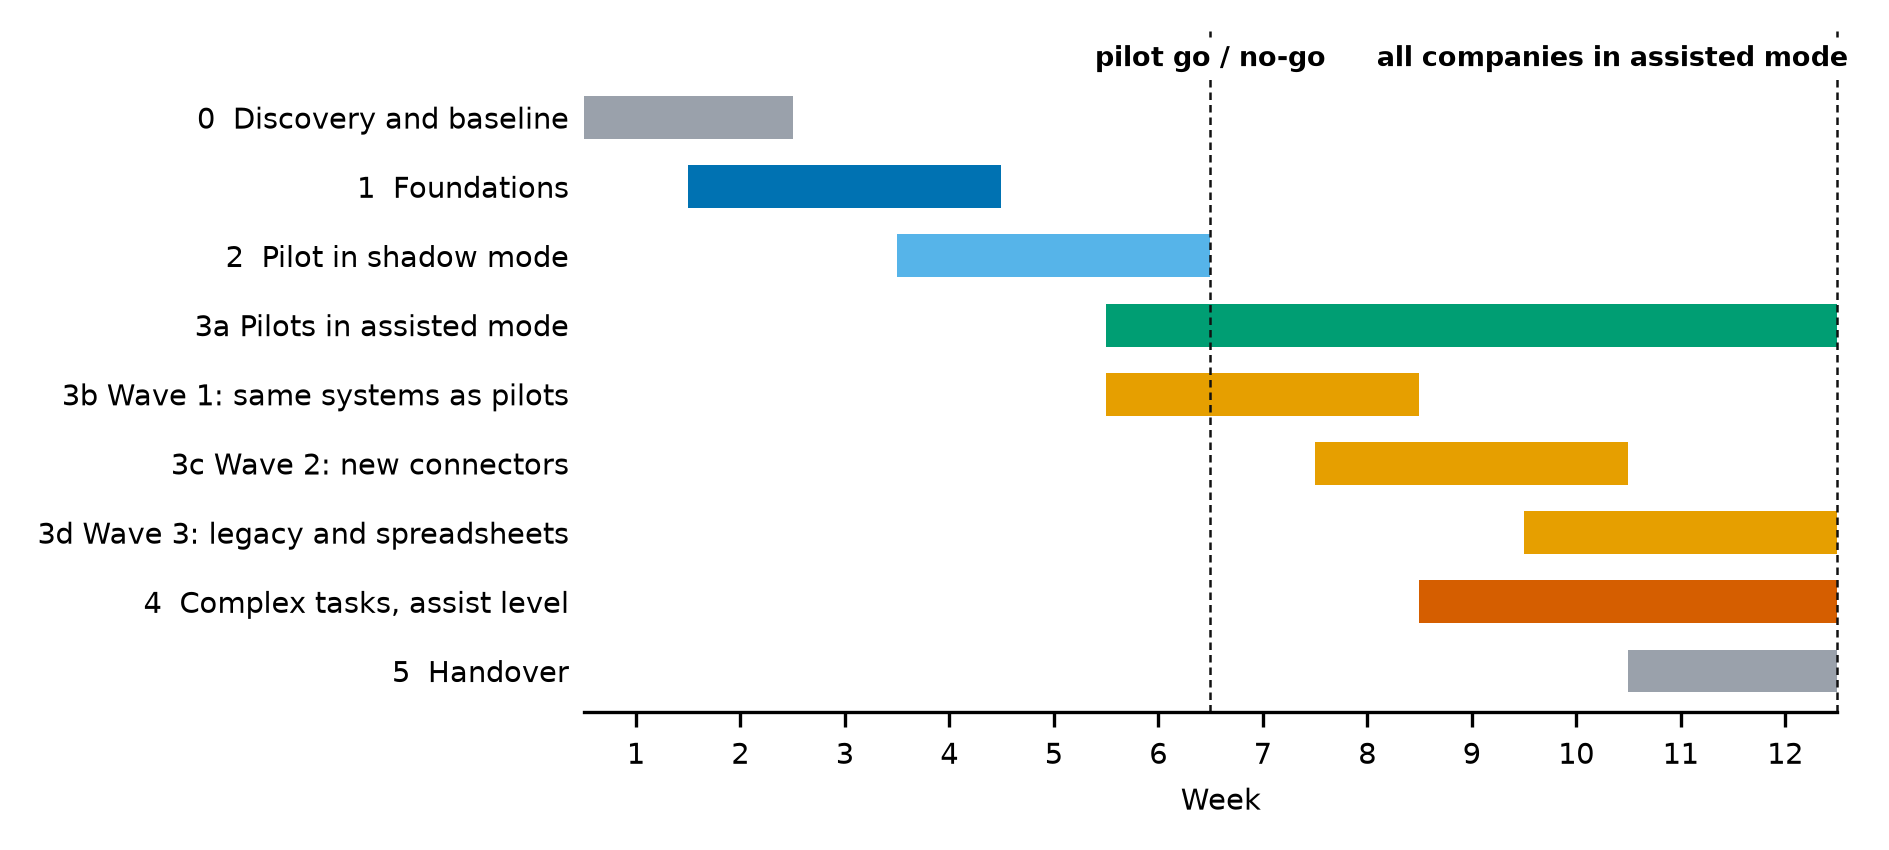 pilot go / no-go
all companies in assisted mode
0 Discovery and baseline
1 Foundations
2 Pilot in shadow mode
3a Pilots in assisted mode
3b Wave 1: same systems as pilots
3c Wave 2: new connectors
3d Wave 3: legacy and spreadsheets
4 Complex tasks, assist level
5 Handover
1 2 3 4 5 6 7 8 9 10 11 12
Week